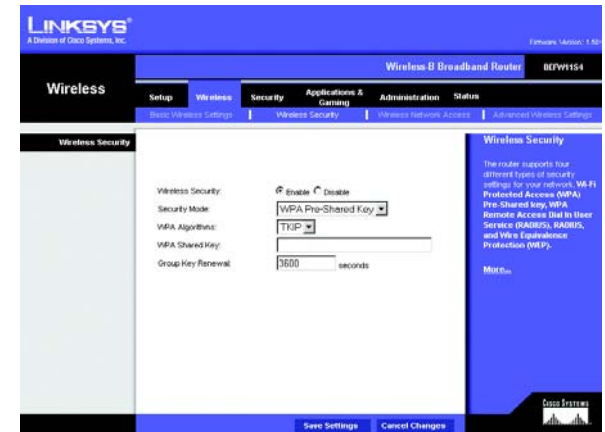 LINKSYS®
A Division of Cisco Systems, Inc.
Firmware Version: 1.50
Wireless-B Broadband Router BEFW11S4
Wireless
Setup Wireless Security Applications & Gaming Administration Status
Basic Wireless Settings Wireless Security Wireless Network Access Advanced Wireless Settings
Wireless Security
Wireless Security: Enable Disable
Security Mode: WPA Pre-Shared Key
WPA Algorithms: TKIP
WPA Shared Key:
Group Key Renewal: 3600 seconds
Wireless Security
The router supports four
different types of security
settings for your network. Wi-Fi
Protected Access (WPA)
Pre-Shared key, WPA
Remote Access Dial In User
Service (RADIUS), RADIUS,
and Wire Equivalence
Protection (WEP).
More...
Save Settings Cancel Changes
CISCO SYSTEMS